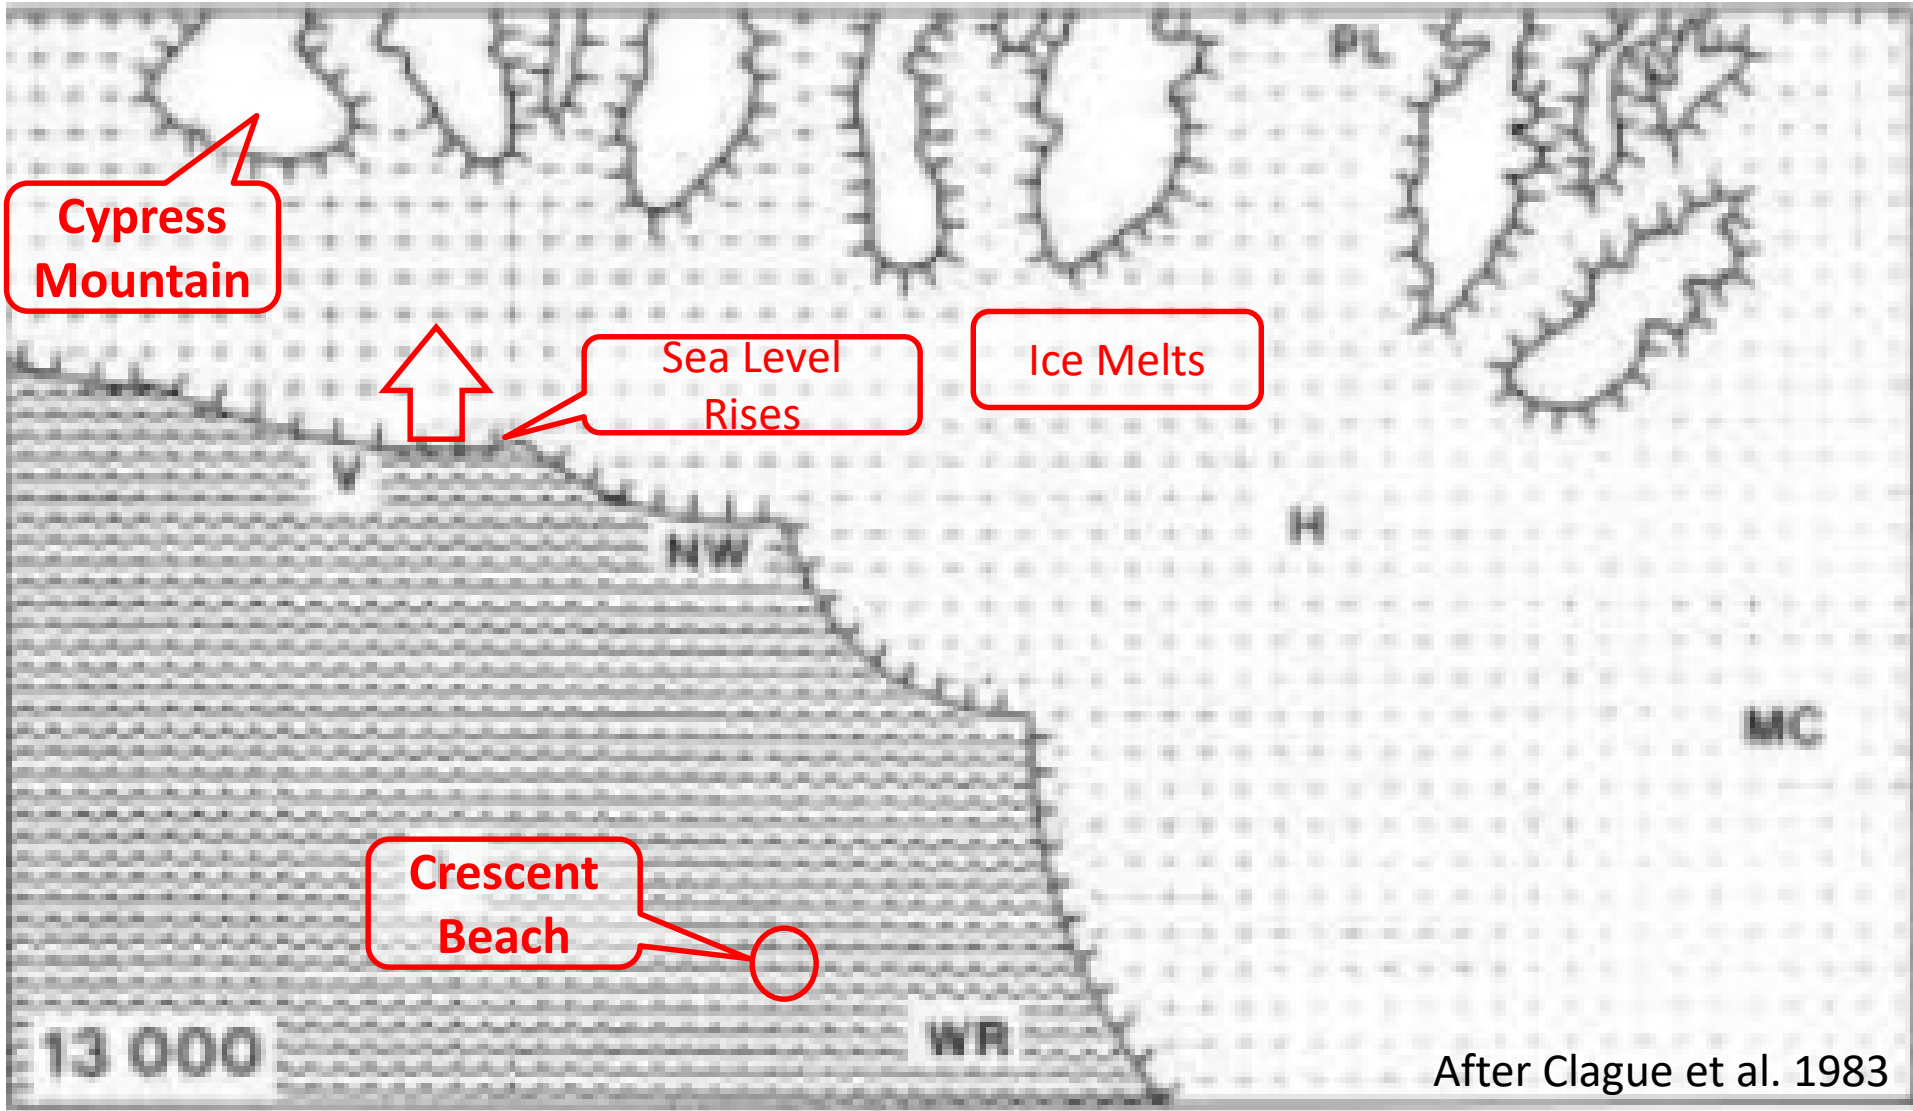 PL
Cypress
Mountain
Sea Level
Rises
Ice Melts
V
NW
H
MC
Crescent
Beach
WR
13 000
After Clague et al. 1983